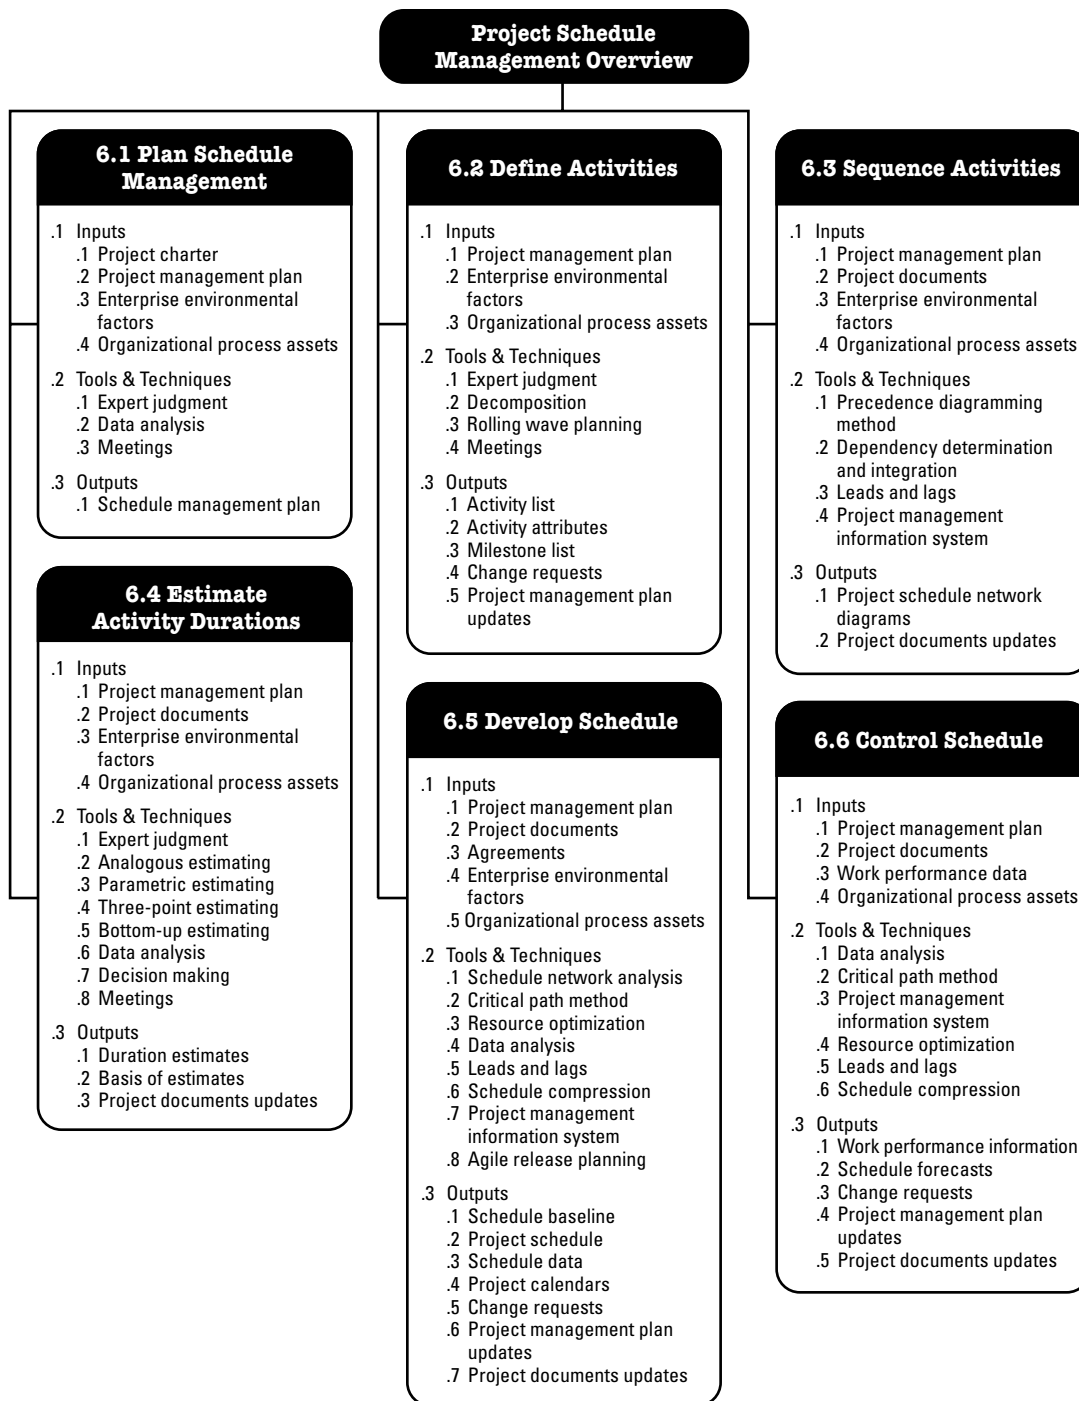 Project Schedule
Management Overview
6.1 Plan Schedule
Management
.1 Inputs
.1 Project charter
.2 Project management plan
.3 Enterprise environmental
factors
.4 Organizational process assets
.2 Tools & Techniques
.1 Expert judgment
.2 Data analysis
.3 Meetings
.3 Outputs
.1 Schedule management plan
6.2 Define Activities
.1 Inputs
.1 Project management plan
.2 Enterprise environmental
factors
.3 Organizational process assets
.2 Tools & Techniques
.1 Expert judgment
.2 Decomposition
.3 Rolling wave planning
.4 Meetings
.3 Outputs
.1 Activity list
.2 Activity attributes
.3 Milestone list
.4 Change requests
.5 Project management plan
updates
6.3 Sequence Activities
.1 Inputs
.1 Project management plan
.2 Project documents
.3 Enterprise environmental
factors
.4 Organizational process assets
.2 Tools & Techniques
.1 Precedence diagramming
method
.2 Dependency determination
and integration
.3 Leads and lags
.4 Project management
information system
.3 Outputs
.1 Project schedule network
diagrams
.2 Project documents updates
6.4 Estimate
Activity Durations
.1 Inputs
.1 Project management plan
.2 Project documents
.3 Enterprise environmental
factors
.4 Organizational process assets
.2 Tools & Techniques
.1 Expert judgment
.2 Analogous estimating
.3 Parametric estimating
.4 Three-point estimating
.5 Bottom-up estimating
.6 Data analysis
.7 Decision making
.8 Meetings
.3 Outputs
.1 Duration estimates
.2 Basis of estimates
.3 Project documents updates
6.5 Develop Schedule
.1 Inputs
.1 Project management plan
.2 Project documents
.3 Agreements
.4 Enterprise environmental
factors
.5 Organizational process assets
.2 Tools & Techniques
.1 Schedule network analysis
.2 Critical path method
.3 Resource optimization
.4 Data analysis
.5 Leads and lags
.6 Schedule compression
.7 Project management
information system
.8 Agile release planning
.3 Outputs
.1 Schedule baseline
.2 Project schedule
.3 Schedule data
.4 Project calendars
.5 Change requests
.6 Project management plan
updates
.7 Project documents updates
6.6 Control Schedule
.1 Inputs
.1 Project management plan
.2 Project documents
.3 Work performance data
.4 Organizational process assets
.2 Tools & Techniques
.1 Data analysis
.2 Critical path method
.3 Project management
information system
.4 Resource optimization
.5 Leads and lags
.6 Schedule compression
.3 Outputs
.1 Work performance information
.2 Schedule forecasts
.3 Change requests
.4 Project management plan
updates
.5 Project documents updates